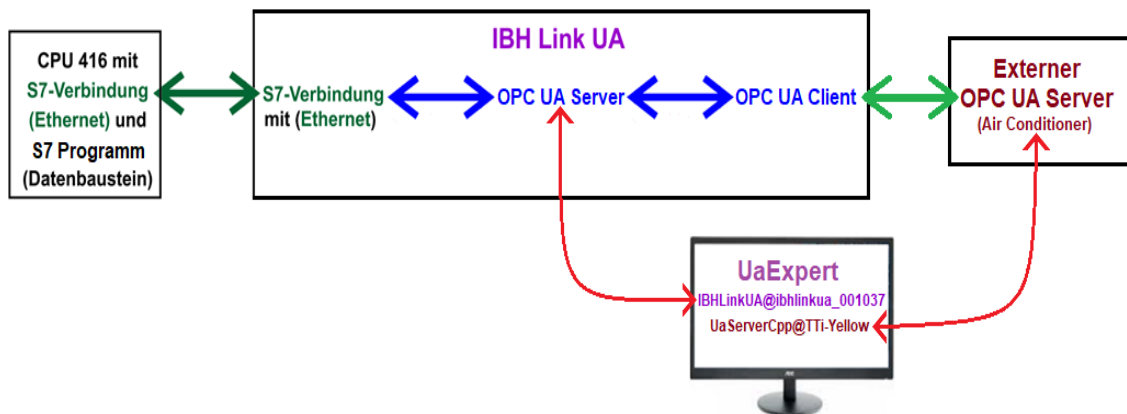 CPU 416 mit
S7-Verbindung
(Ethernet) und
S7 Programm
(Datenbaustein)
IBH Link UA
S7-Verbindung
mit (Ethernet)
OPC UA Server
OPC UA Client
Externer
OPC UA Server
(Air Conditioner)
UaExpert
IBHLinkUA@ibhlinkua_001037
UaServerCpp@TTi-Yellow
AOC